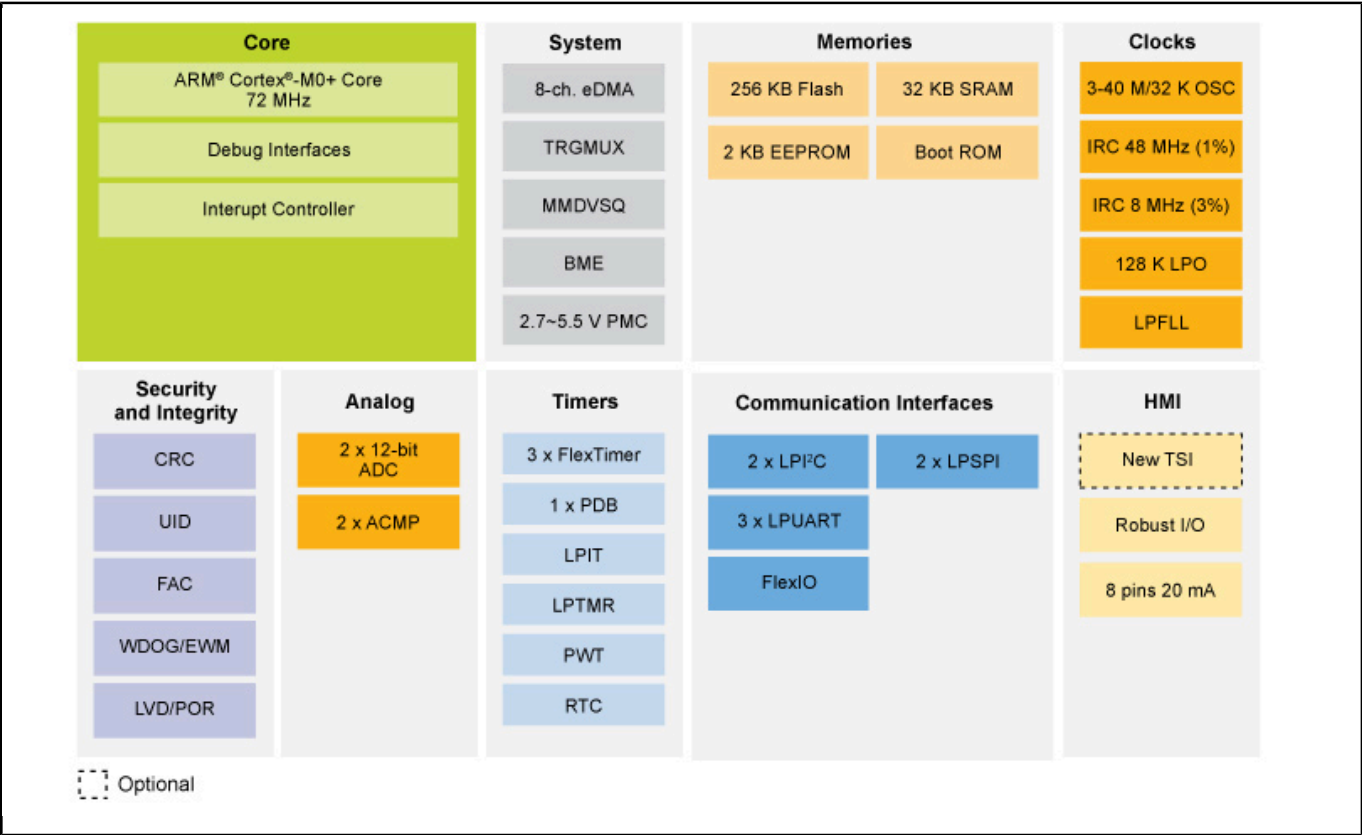 Core
ARM® Cortex®-M0+ Core
72 MHz
Debug Interfaces
Interupt Controller
System
8-ch. eDMA
TRGMUX
MMDVSQ
BME
2.7~5.5 V PMC
Memories
256 KB Flash
32 KB SRAM
2 KB EEPROM
Boot ROM
Clocks
3-40 M/32 K OSC
IRC 48 MHz (1%)
IRC 8 MHz (3%)
128 K LPO
LPFLL
Security
and Integrity
CRC
UID
FAC
WDOG/EWM
LVD/POR
Analog
2 x 12-bit
ADC
2 x ACMP
Timers
3 x FlexTimer
1 x PDB
LPIT
LPTMR
PWT
RTC
Communication Interfaces
2 x LPI²C
2 x LPSPI
3 x LPUART
FlexIO
HMI
New TSI
Robust I/O
8 pins 20 mA
Optional